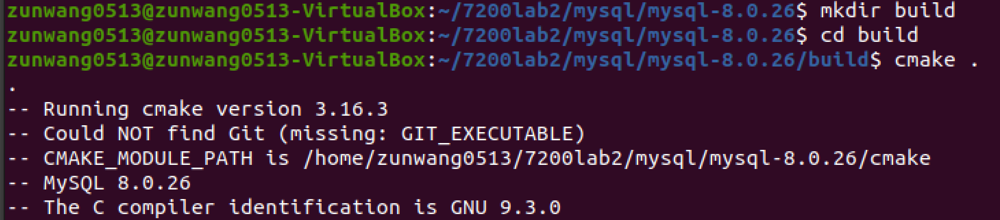 zunwang0513@zunwang0513-VirtualBox:~/7200lab2/mysql/mysql-8.0.26$ mkdir build
zunwang0513@zunwang0513-VirtualBox:~/7200lab2/mysql/mysql-8.0.26$ cd build
zunwang0513@zunwang0513-VirtualBox:~/7200lab2/mysql/mysql-8.0.26/build$ cmake .
.
-- Running cmake version 3.16.3
-- Could NOT find Git (missing: GIT_EXECUTABLE)
-- CMAKE_MODULE_PATH is /home/zunwang0513/7200lab2/mysql/mysql-8.0.26/cmake
-- MySQL 8.0.26
-- The C compiler identification is GNU 9.3.0